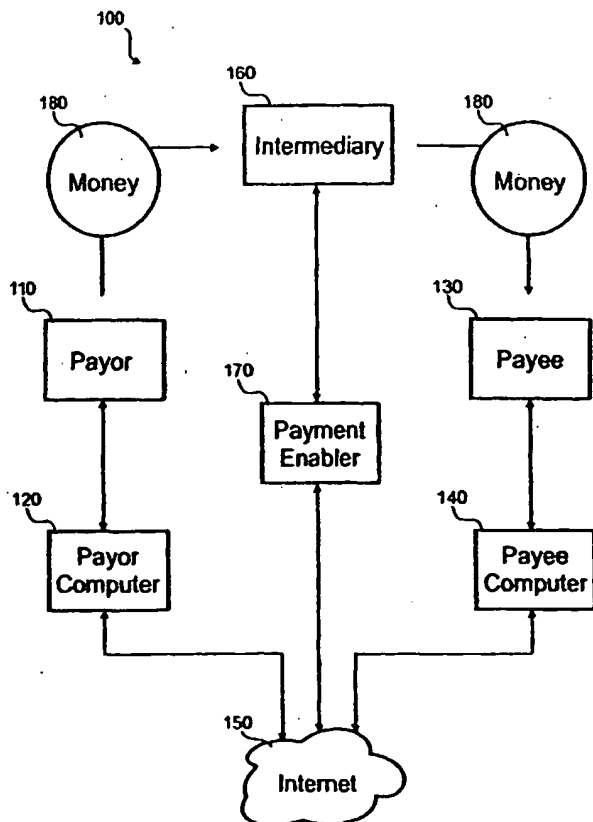 100
180
160
180
Money
Intermediary
Money
110
130
Payor
Payee
170
Payment
Enabler
120
140
Payor
Computer
Payee
Computer
150
Internet